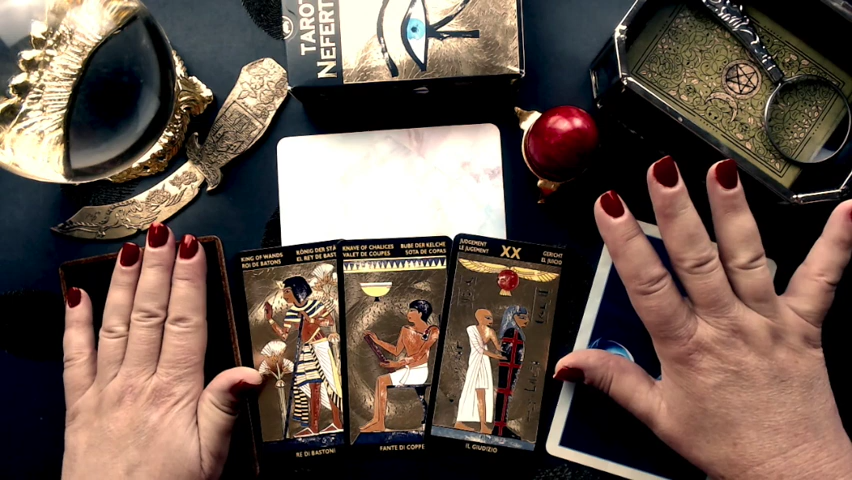 TAROT
NEFERT
KING OF WANDS
ROI DE BATONS
KÖNIG DER STÄ
EL REY DE BAS
KNAVE OF CHALICES
VALET DE COUPES
BUBE DER KELCHE
SOTA DE COPAS
JUDGEMENT
LE JUGEMENT
XX
GERICHT
EL JUICIO
RE DI BASTONI
FANTE DI COPPE
IL GIUDIZIO